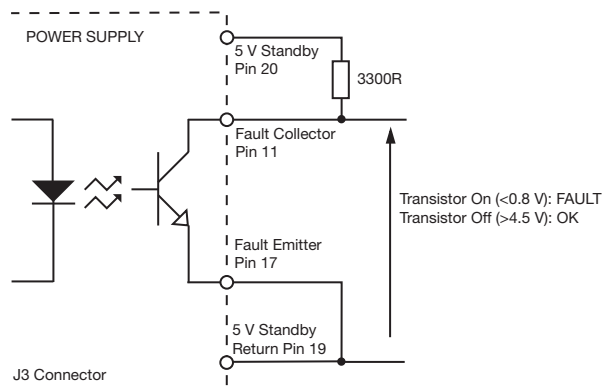 POWER SUPPLY
5 V Standby
Pin 20
3300R
Fault Collector
Pin 11
Transistor On (<0.8 V): FAULT
Transistor Off (>4.5 V): OK
Fault Emitter
Pin 17
5 V Standby
Return Pin 19
J3 Connector